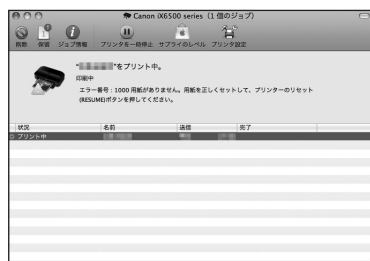 Canon iX6500 series（1 個のジョブ）
削除 保留 ジョブ情報 プリンタを一時停止 サプライのレベル プリンタ設定
"をプリント中。
印刷中
エラー番号：1000 用紙がありません。用紙を正しくセットして、プリンターのリセット
(RESUME)ボタンを押してください。
状況 名前 送信 完了
プリント中